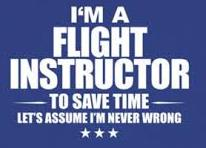 I'M A
FLIGHT
INSTRUCTOR
TO SAVE TIME
LET'S ASSUME I'M NEVER WRONG